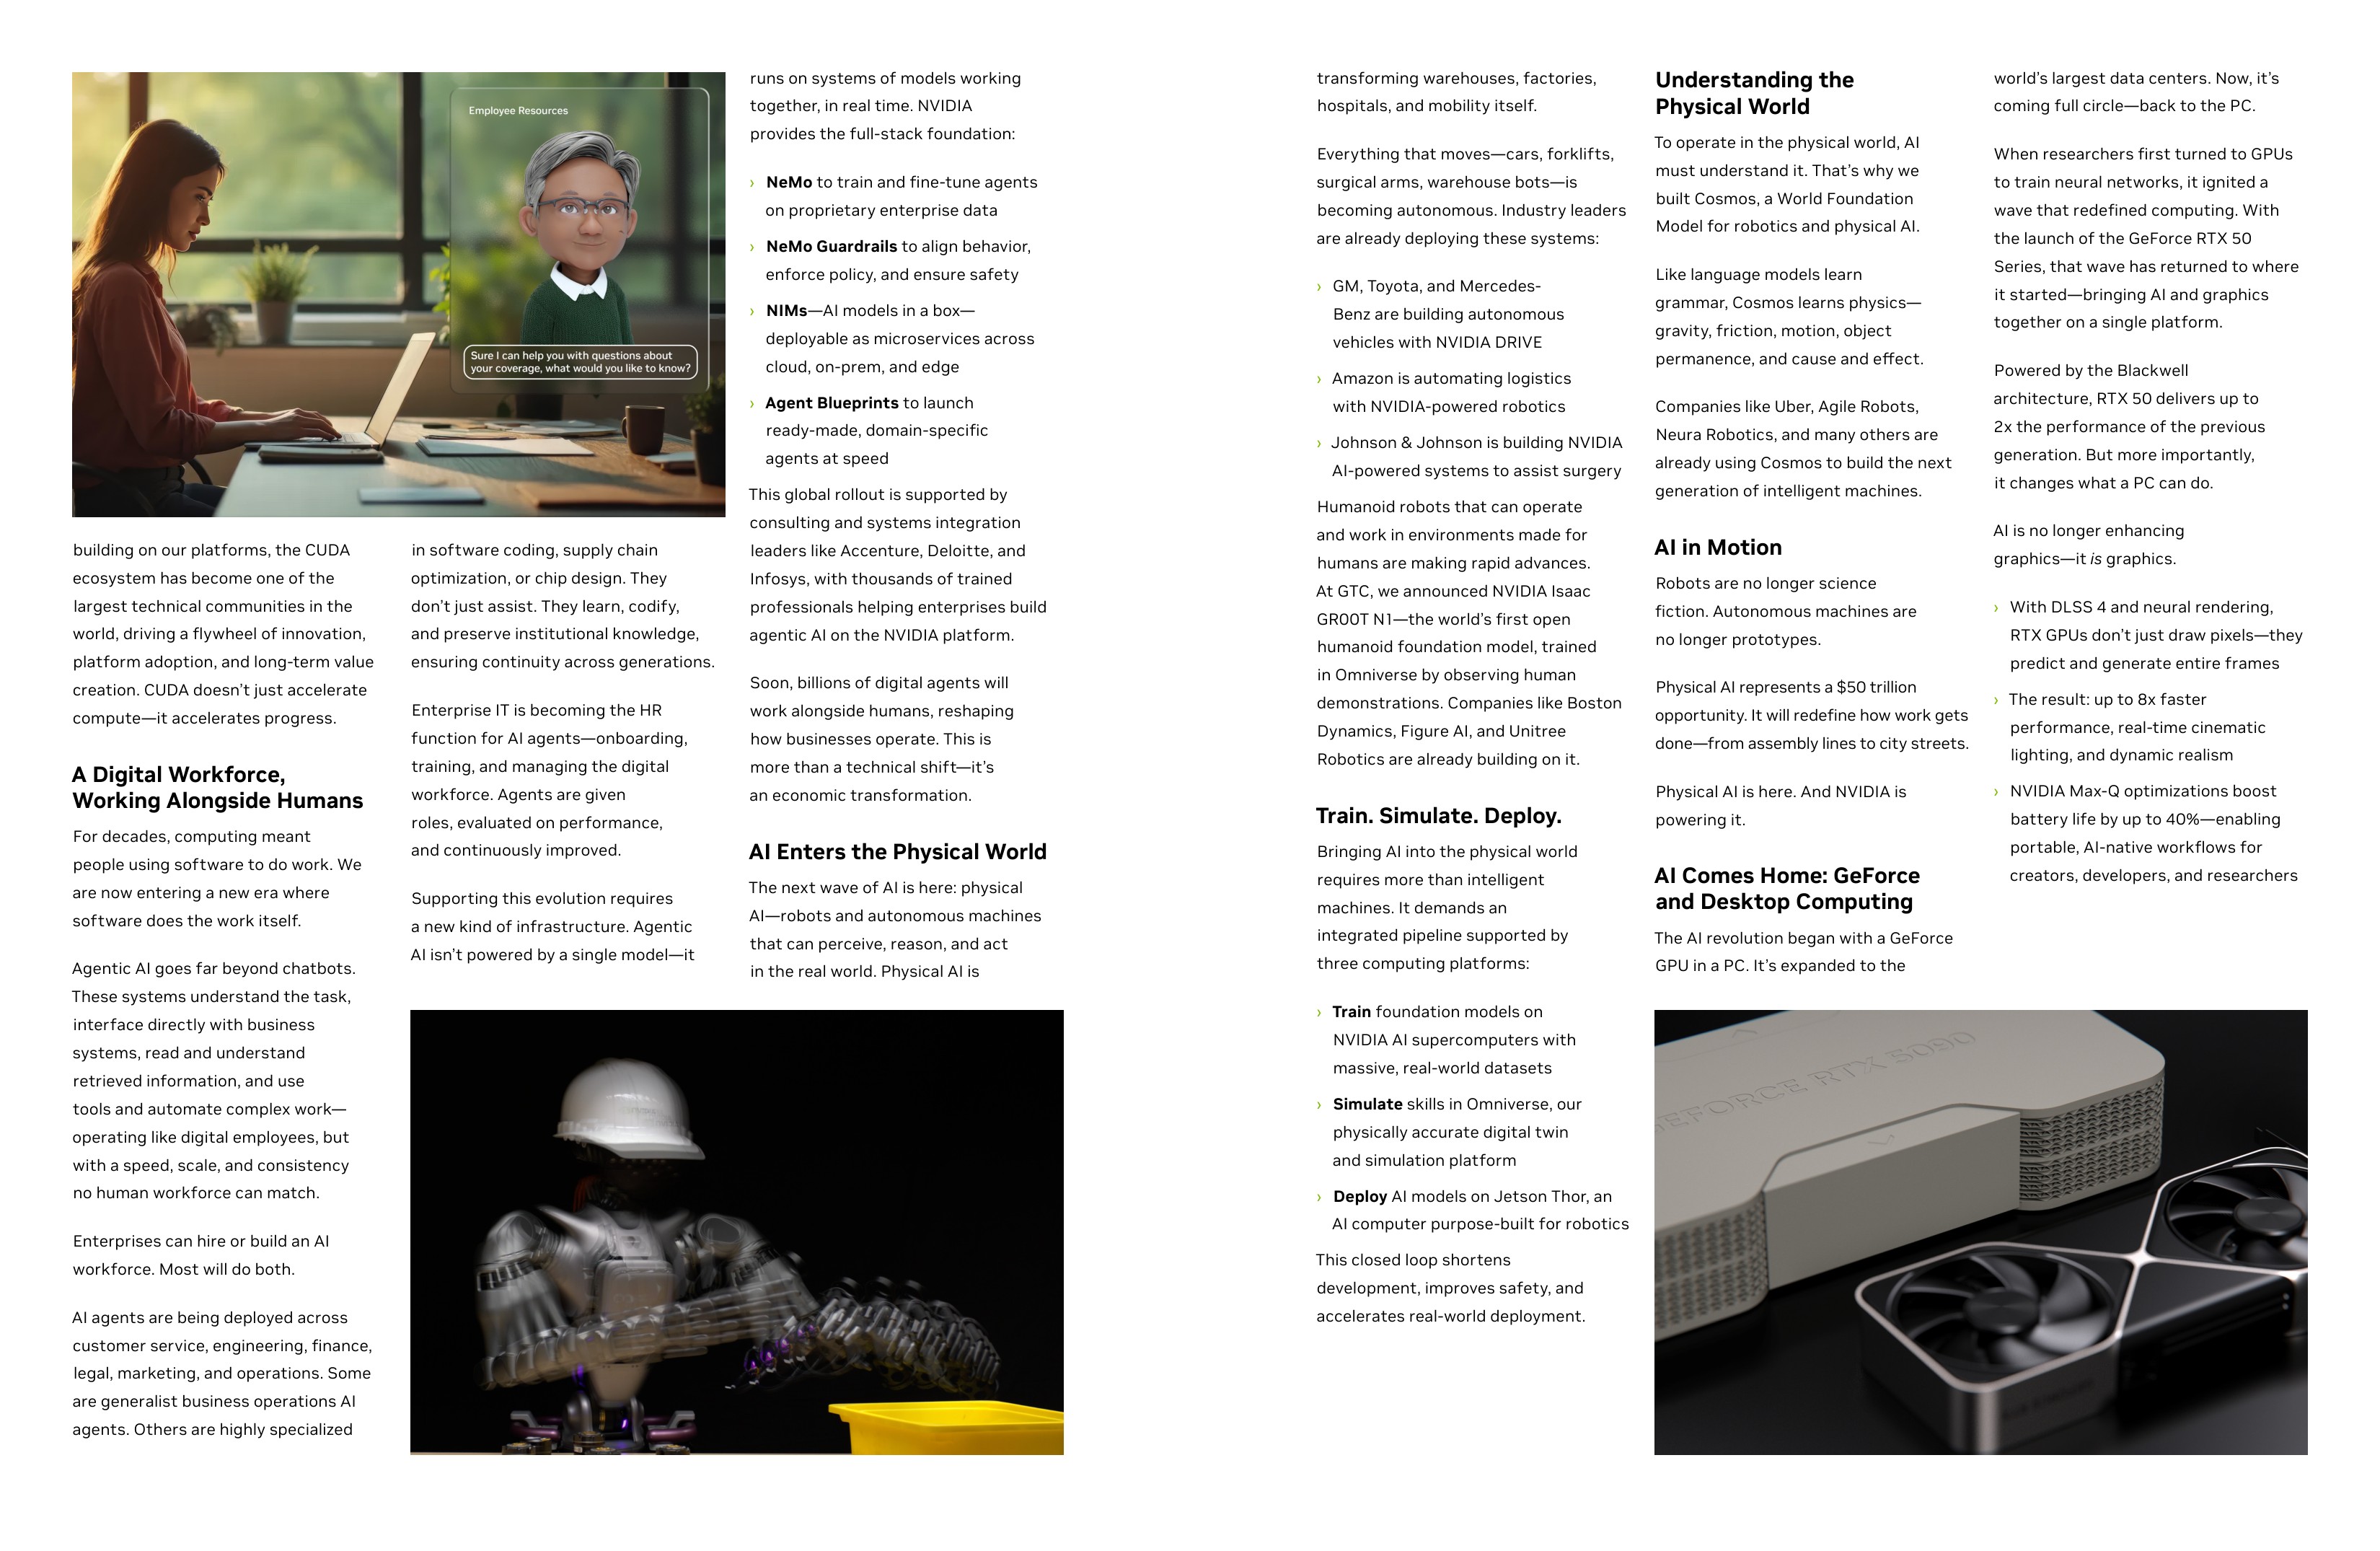 Employee Resources
Sure I can help you with questions about
your coverage, what would you like to know?
building on our platforms, the CUDA
ecosystem has become one of the
largest technical communities in the
world, driving a flywheel of innovation,
platform adoption, and long-term value
creation. CUDA doesn't just accelerate
compute—it accelerates progress.
A Digital Workforce,
Working Alongside Humans
For decades, computing meant
people using software to do work. We
are now entering a new era where
software does the work itself.
Agentic AI goes far beyond chatbots.
These systems understand the task,
interface directly with business
systems, read and understand
retrieved information, and use
tools and automate complex work—
operating like digital employees, but
with a speed, scale, and consistency
no human workforce can match.
Enterprises can hire or build an AI
workforce. Most will do both.
AI agents are being deployed across
customer service, engineering, finance,
legal, marketing, and operations. Some
are generalist business operations AI
agents. Others are highly specialized
in software coding, supply chain
optimization, or chip design. They
don't just assist. They learn, codify,
and preserve institutional knowledge,
ensuring continuity across generations.
Enterprise IT is becoming the HR
function for AI agents—onboarding,
training, and managing the digital
workforce. Agents are given
roles, evaluated on performance,
and continuously improved.
Supporting this evolution requires
a new kind of infrastructure. Agentic
AI isn't powered by a single model—it
runs on systems of models working
together, in real time. NVIDIA
provides the full-stack foundation:
› NeMo to train and fine-tune agents
on proprietary enterprise data
› NeMo Guardrails to align behavior,
enforce policy, and ensure safety
› NIMs—AI models in a box—
deployable as microservices across
cloud, on-prem, and edge
› Agent Blueprints to launch
ready-made, domain-specific
agents at speed
This global rollout is supported by
consulting and systems integration
leaders like Accenture, Deloitte, and
Infosys, with thousands of trained
professionals helping enterprises build
agentic AI on the NVIDIA platform.
Soon, billions of digital agents will
work alongside humans, reshaping
how businesses operate. This is
more than a technical shift—it's
an economic transformation.
AI Enters the Physical World
The next wave of AI is here: physical
AI—robots and autonomous machines
that can perceive, reason, and act
in the real world. Physical AI is
transforming warehouses, factories,
hospitals, and mobility itself.
Everything that moves—cars, forklifts,
surgical arms, warehouse bots—is
becoming autonomous. Industry leaders
are already deploying these systems:
› GM, Toyota, and Mercedes-
Benz are building autonomous
vehicles with NVIDIA DRIVE
› Amazon is automating logistics
with NVIDIA-powered robotics
› Johnson & Johnson is building NVIDIA
AI-powered systems to assist surgery
Humanoid robots that can operate
and work in environments made for
humans are making rapid advances.
At GTC, we announced NVIDIA Isaac
GR00T N1—the world's first open
humanoid foundation model, trained
in Omniverse by observing human
demonstrations. Companies like Boston
Dynamics, Figure AI, and Unitree
Robotics are already building on it.
Train. Simulate. Deploy.
Bringing AI into the physical world
requires more than intelligent
machines. It demands an
integrated pipeline supported by
three computing platforms:
› Train foundation models on
NVIDIA AI supercomputers with
massive, real-world datasets
› Simulate skills in Omniverse, our
physically accurate digital twin
and simulation platform
› Deploy AI models on Jetson Thor, an
AI computer purpose-built for robotics
This closed loop shortens
development, improves safety, and
accelerates real-world deployment.
Understanding the
Physical World
To operate in the physical world, AI
must understand it. That's why we
built Cosmos, a World Foundation
Model for robotics and physical AI.
Like language models learn
grammar, Cosmos learns physics—
gravity, friction, motion, object
permanence, and cause and effect.
Companies like Uber, Agile Robots,
Neura Robotics, and many others are
already using Cosmos to build the next
generation of intelligent machines.
AI in Motion
Robots are no longer science
fiction. Autonomous machines are
no longer prototypes.
Physical AI represents a $50 trillion
opportunity. It will redefine how work gets
done—from assembly lines to city streets.
Physical AI is here. And NVIDIA is
powering it.
AI Comes Home: GeForce
and Desktop Computing
The AI revolution began with a GeForce
GPU in a PC. It's expanded to the
world's largest data centers. Now, it's
coming full circle—back to the PC.
When researchers first turned to GPUs
to train neural networks, it ignited a
wave that redefined computing. With
the launch of the GeForce RTX 50
Series, that wave has returned to where
it started—bringing AI and graphics
together on a single platform.
Powered by the Blackwell
architecture, RTX 50 delivers up to
2x the performance of the previous
generation. But more importantly,
it changes what a PC can do.
AI is no longer enhancing
graphics—it is graphics.
› With DLSS 4 and neural rendering,
RTX GPUs don't just draw pixels—they
predict and generate entire frames
› The result: up to 8x faster
performance, real-time cinematic
lighting, and dynamic realism
› NVIDIA Max-Q optimizations boost
battery life by up to 40%—enabling
portable, AI-native workflows for
creators, developers, and researchers
EFORCE RTX 5090